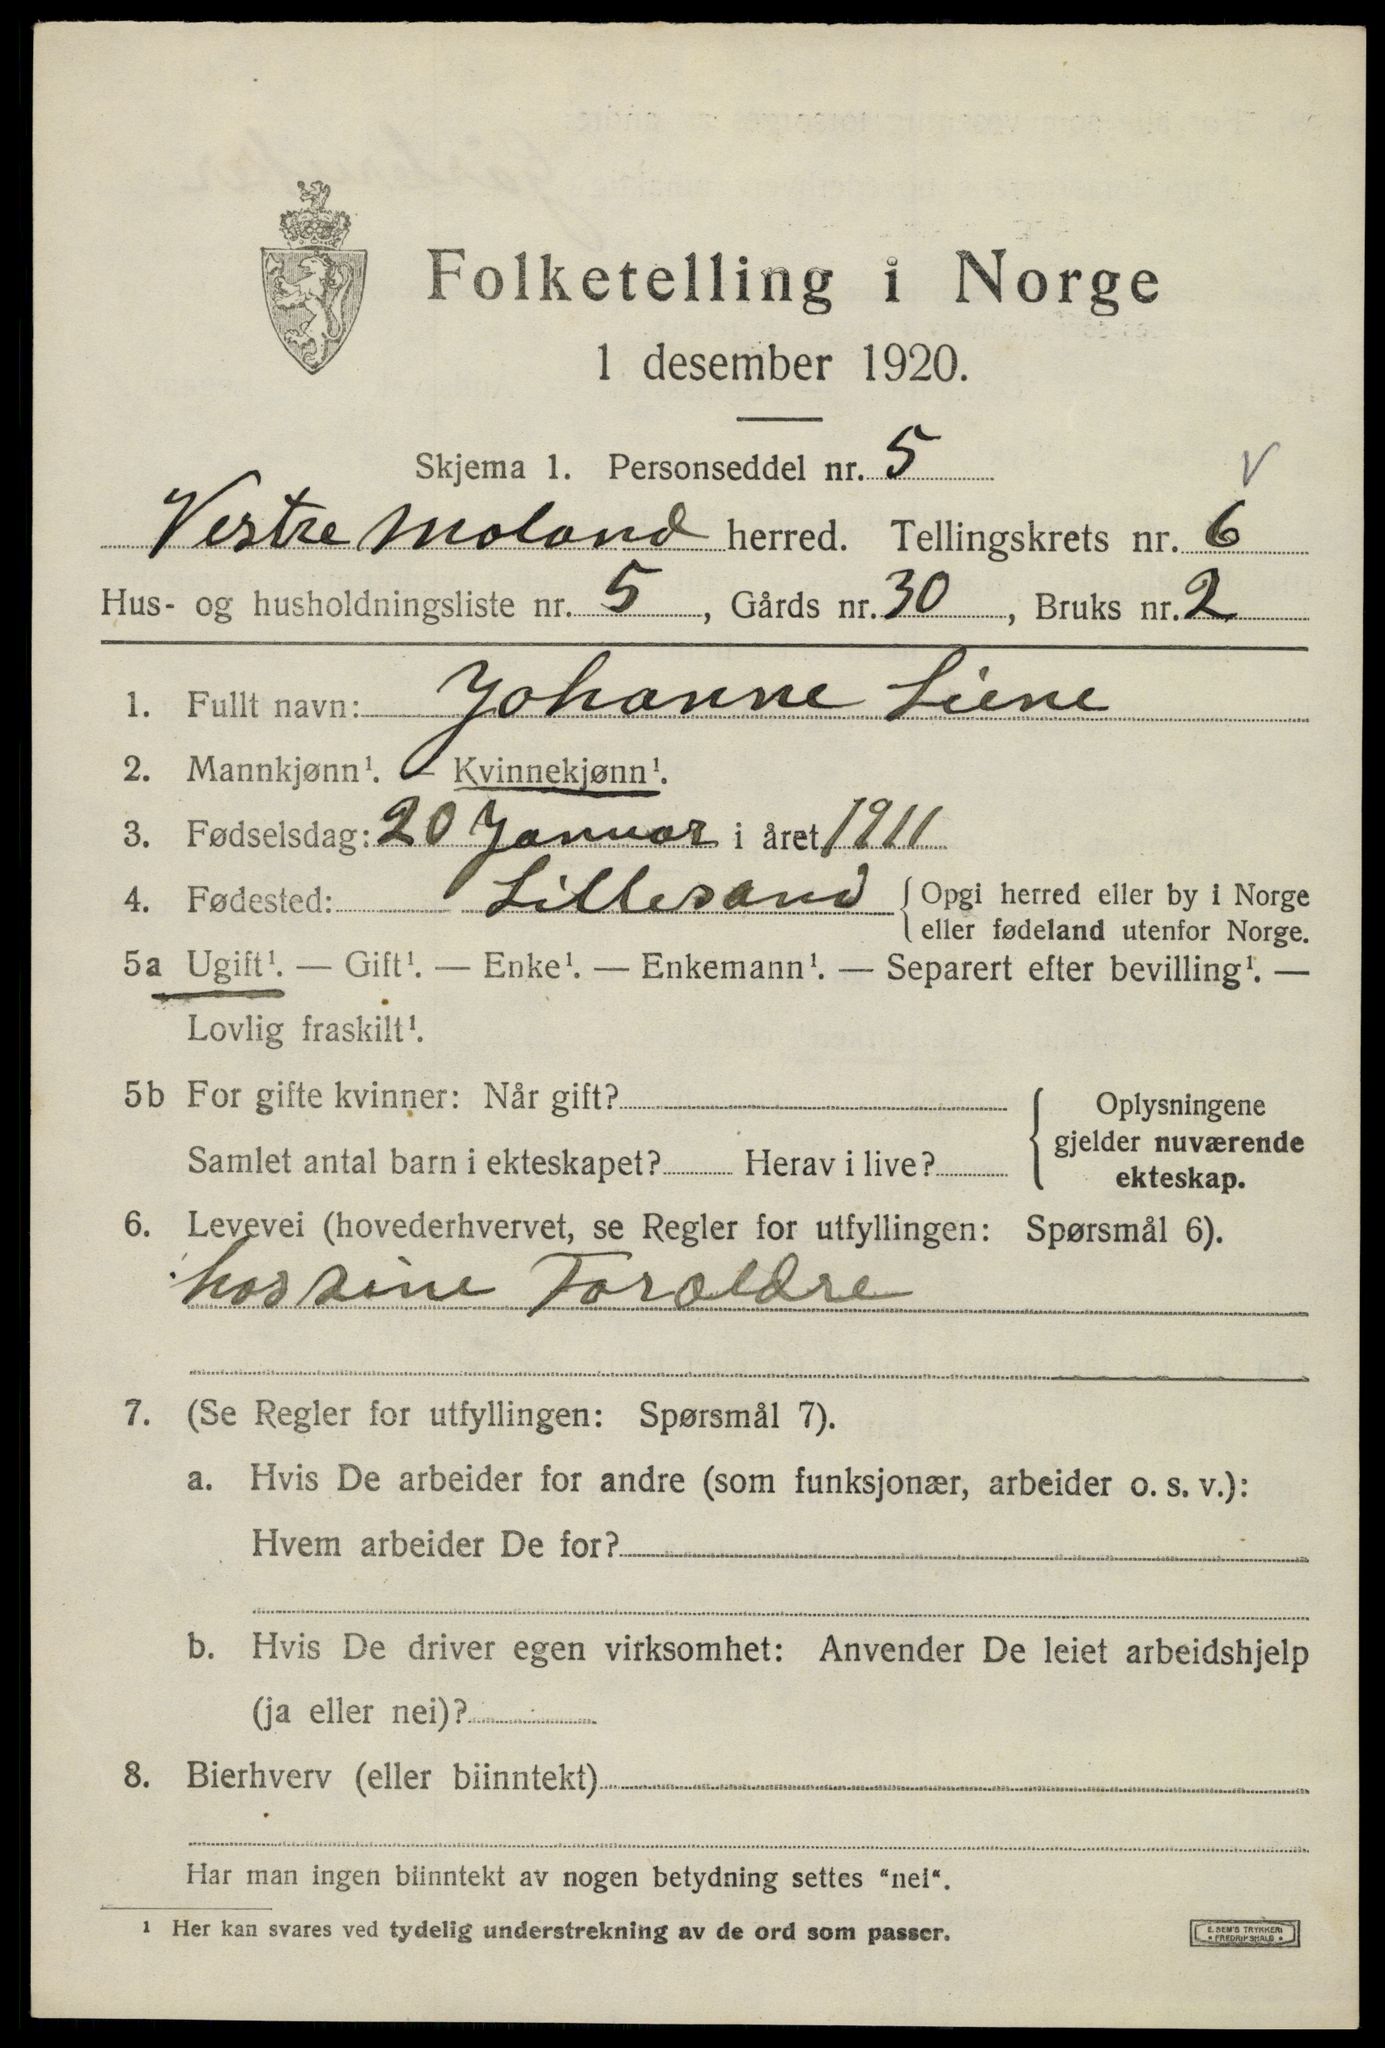 Folketelling i Norge
1 desember 1920.
Skjema 1. Personseddel nr. 5
Vestre Moland herred. Tellingskrets nr. 6
Hus- og husholdningsliste nr. 5, Gårds nr. 30, Bruks nr. 2
1. Fullt navn: Johanne Liene
2. Mannkjønn¹. — Kvinnekjønn¹.
3. Fødselsdag: 20 Januar i året 1911
4. Fødested: Lillesand { Opgi herred eller by i Norge
eller fødeland utenfor Norge.
5a Ugift¹. — Gift¹. — Enke¹. — Enkemann¹. — Separert efter bevilling¹. —
Lovlig fraskilt¹.
5b For gifte kvinner: Når gift?
Samlet antal barn i ekteskapet? Herav i live?
{ Oplysningene
gjelder nuværende
ekteskap.
6. Levevei (hovederhvervet, se Regler for utfyllingen: Spørsmål 6).
hos sine Forældre
7. (Se Regler for utfyllingen: Spørsmål 7).
a. Hvis De arbeider for andre (som funksjonær, arbeider o. s. v.):
Hvem arbeider De for?
b. Hvis De driver egen virksomhet: Anvender De leiet arbeidshjelp
(ja eller nei)?
8. Bierhverv (eller biinntekt)
Har man ingen biinntekt av nogen betydning settes "nei".
¹ Her kan svares ved tydelig understrekning av de ord som passer.
E. SEM'S TRYKKERI
• FREDRIKSHALD •